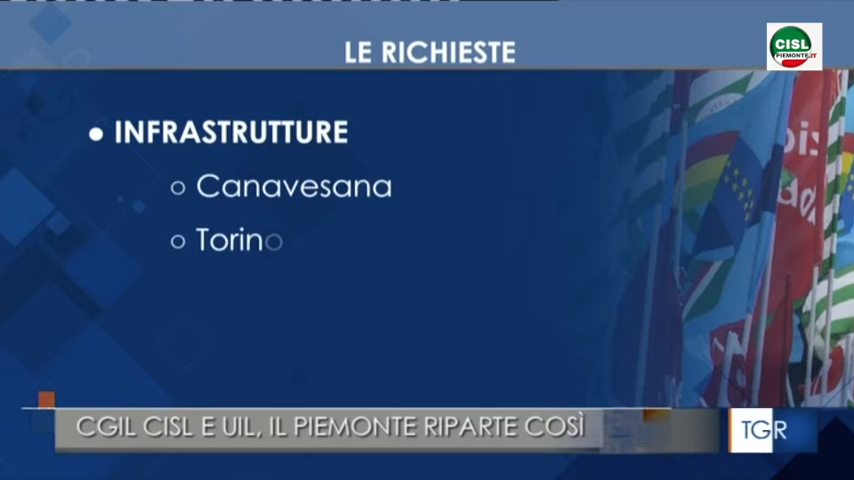 LE RICHIESTE
CISL
PIEMONTE.IT
● INFRASTRUTTURE
○ Canavesana
○ Torino
CGIL CISL E UIL, IL PIEMONTE RIPARTE COSÌ
TGR